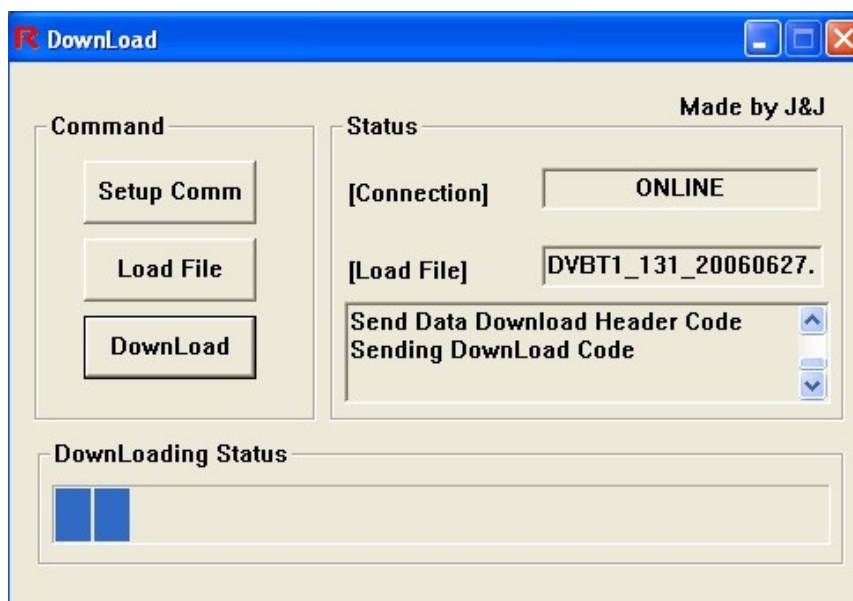 R DownLoad
Made by J&J
Command
Setup Comm
Load File
DownLoad
Status
[Connection] ONLINE
[Load File] DVBT1_131_20060627.
Send Data Download Header Code
Sending DownLoad Code
DownLoading Status